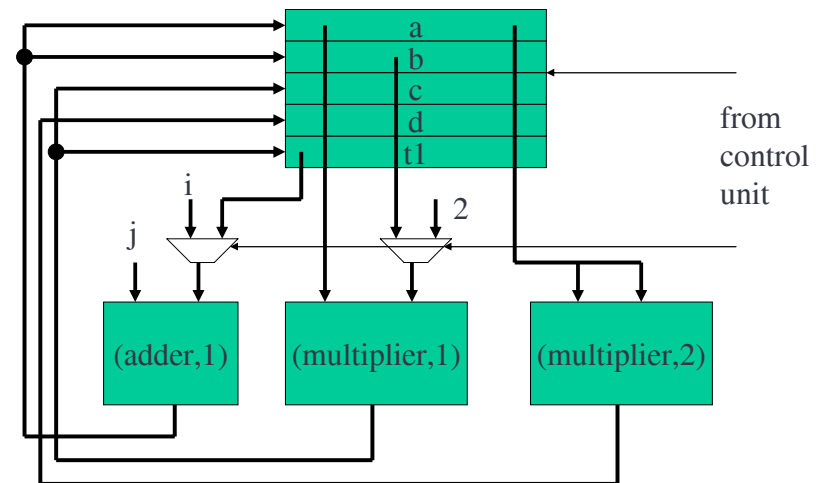 a
b
c
d
t1
from
control
unit
i
2
j
(adder,1)
(multiplier,1)
(multiplier,2)